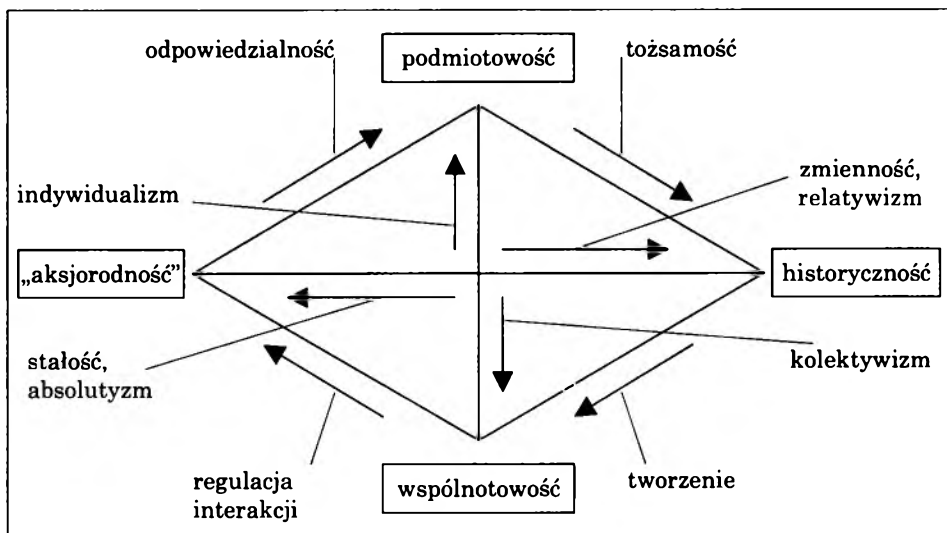 odpowiedzialność
podmiotowość
tożsamość
indywidualizm
zmienność,
relatywizm
„aksjorodność”
historyczność
stałość,
absolutyzm
kolektywizm
regulacja
interakcji
wspólnotowość
tworzenie